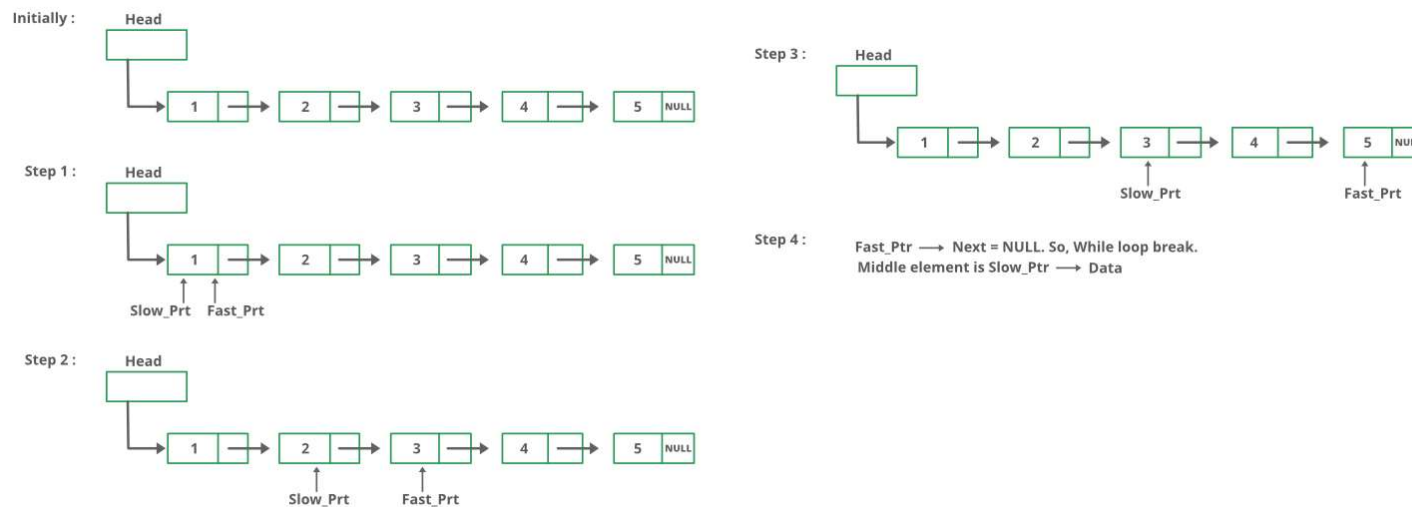 Initially :
Head
1 2 3 4 5 NULL
Step 1 :
Head
1 2 3 4 5 NULL
Slow_Prt Fast_Prt
Step 2 :
Head
1 2 3 4 5 NULL
Slow_Prt Fast_Prt
Step 3 :
Head
1 2 3 4 5
Slow_Prt Fast_Prt
Step 4 :
Fast_Ptr → Next = NULL. So, While loop break.
Middle element is Slow_Ptr → Data